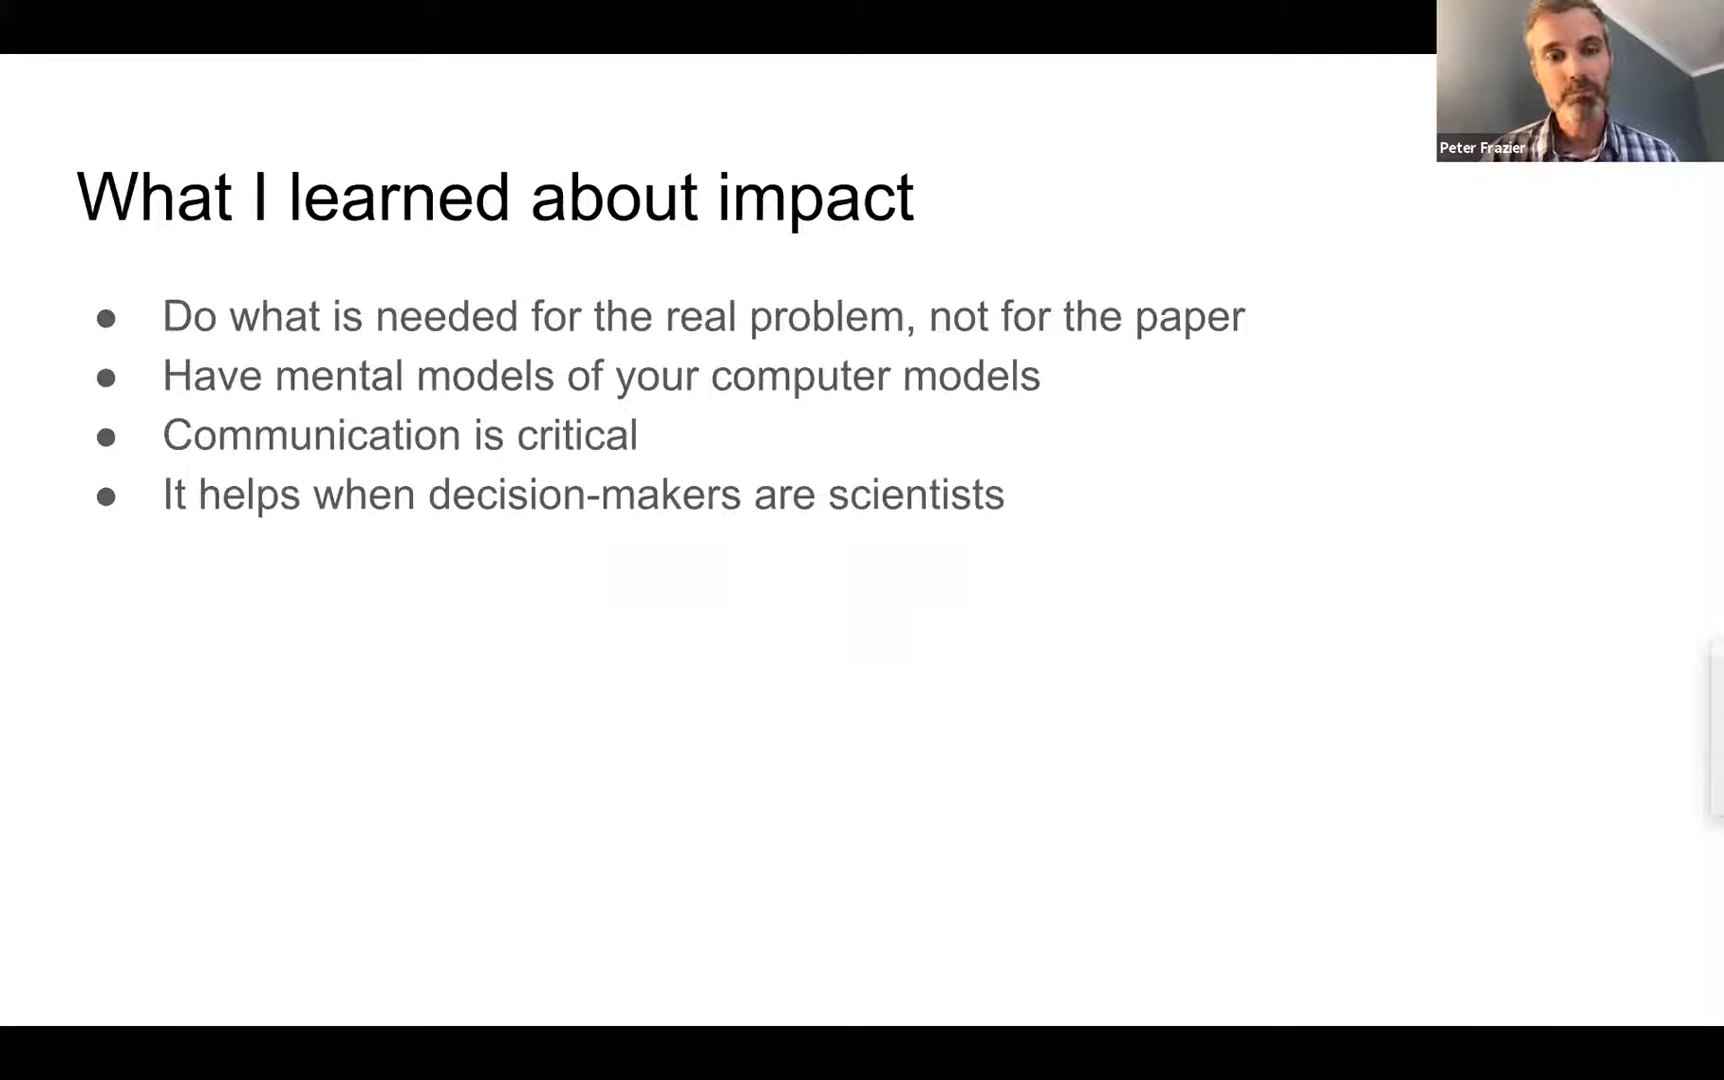 Peter Frazier
What I learned about impact
● Do what is needed for the real problem, not for the paper
● Have mental models of your computer models
● Communication is critical
● It helps when decision-makers are scientists